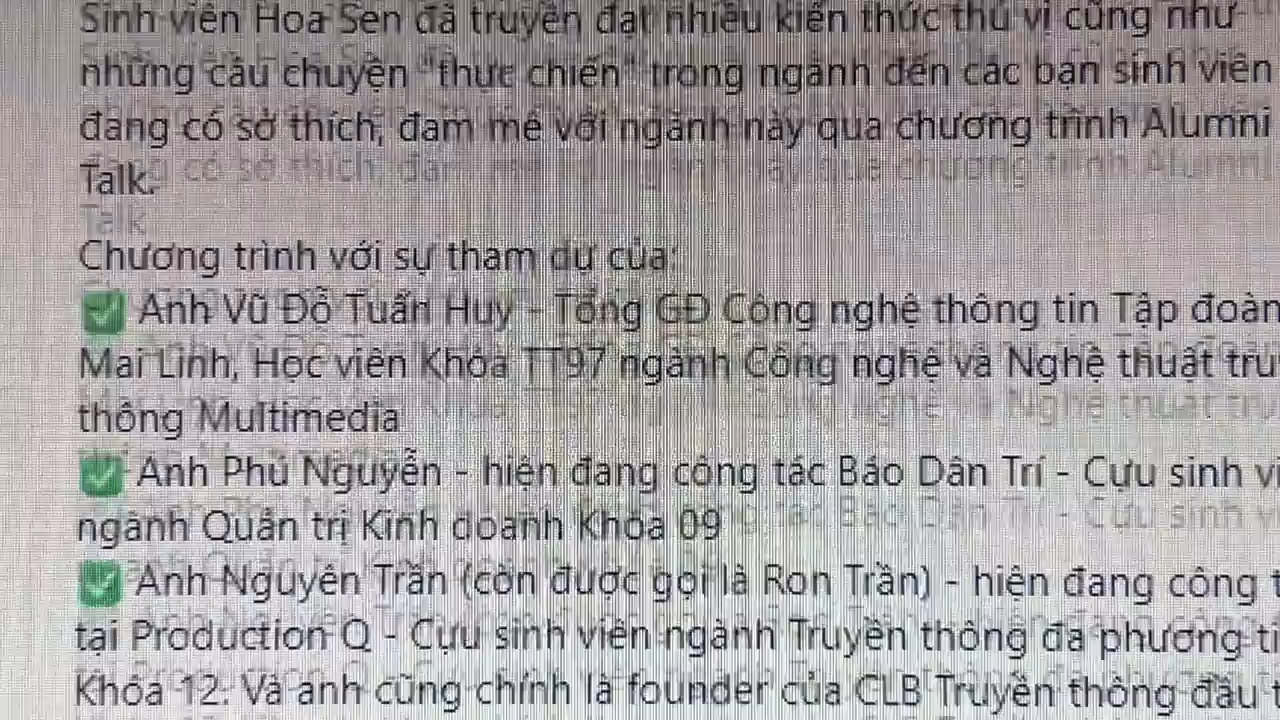 Sinh viên Hoa Sen đã truyền đạt nhiều kiến thức thú vị cũng như
những câu chuyện "thực chiến" trong ngành đến các bạn sinh viên
đang có sở thích, đam mê với ngành này qua chương trình Alumni
Talk.
Chương trình với sự tham dự của:
✅ Anh Vũ Đỗ Tuấn Huy - Tổng GĐ Công nghệ thông tin Tập đoàn
Mai Linh, Học viên Khóa TT97 ngành Công nghệ và Nghệ thuật
thông Multimedia
✅ Anh Phú Nguyễn - hiện đang công tác Báo Dân Trí - Cựu sinh
ngành Quản trị Kinh doanh Khóa 09
✅ Anh Nguyên Trần (còn được gọi là Ron Trần) - hiện đang công
tại Production Q - Cựu sinh viên ngành Truyền thông đa phương
Khóa 12. Và anh cũng chính là founder của CLB Truyền thông đầu